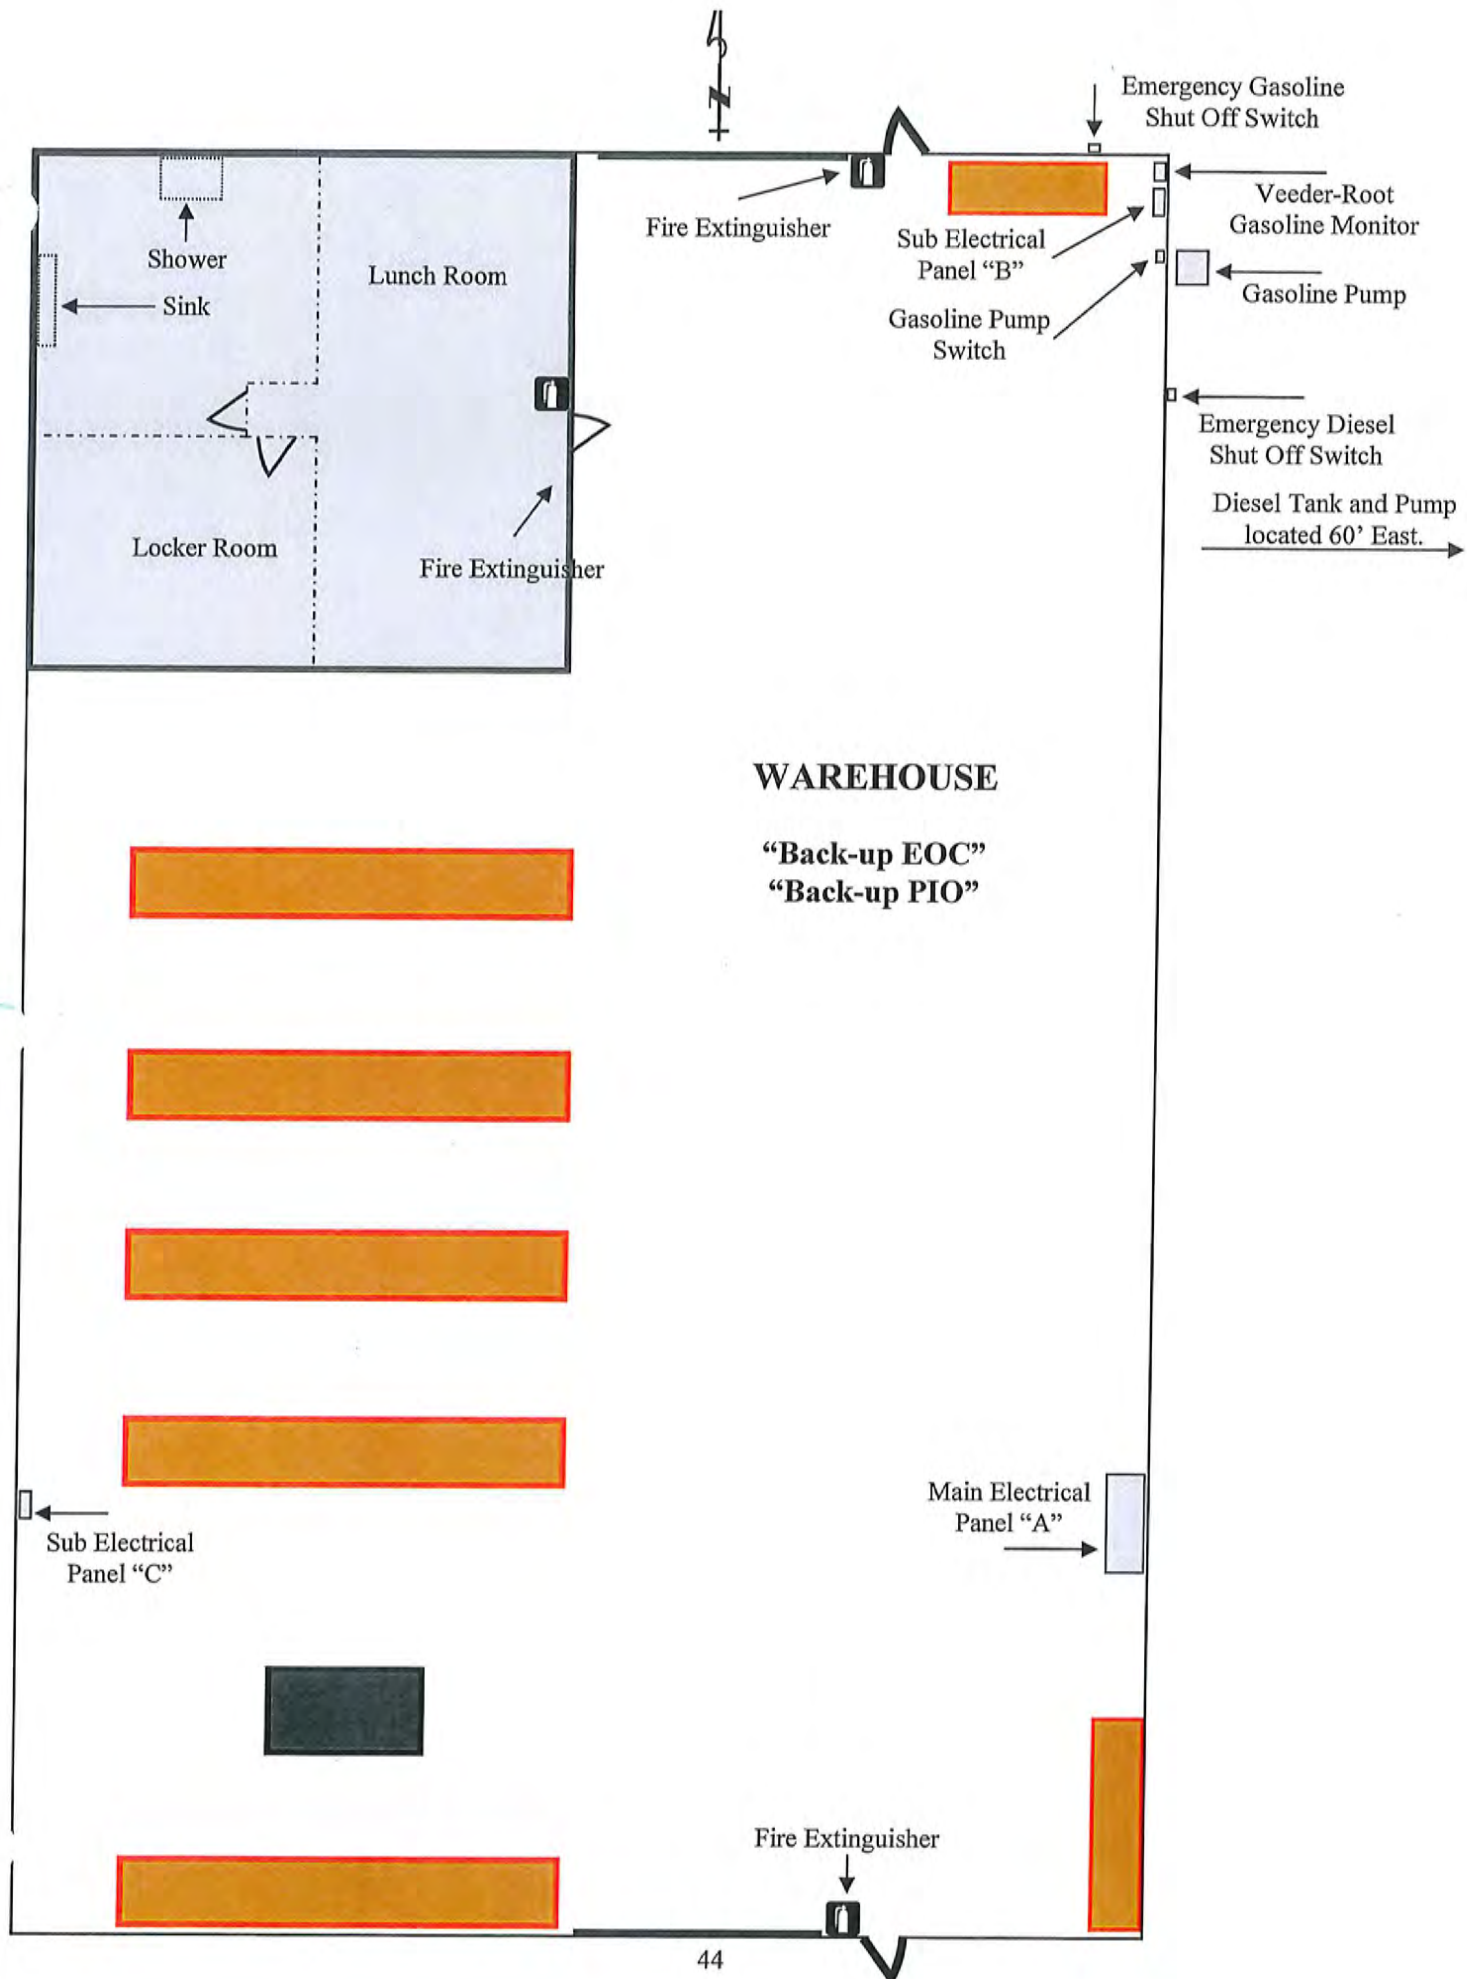 N
Emergency Gasoline
Shut Off Switch
Fire Extinguisher
Veeder-Root
Gasoline Monitor
Sub Electrical
Panel “B”
Gasoline Pump
Gasoline Pump
Switch
Shower
Sink
Lunch Room
Emergency Diesel
Shut Off Switch
Diesel Tank and Pump
located 60’ East.
Locker Room
Fire Extinguisher
WAREHOUSE
“Back-up EOC”
“Back-up PIO”
Main Electrical
Panel “A”
Sub Electrical
Panel “C”
Fire Extinguisher
44